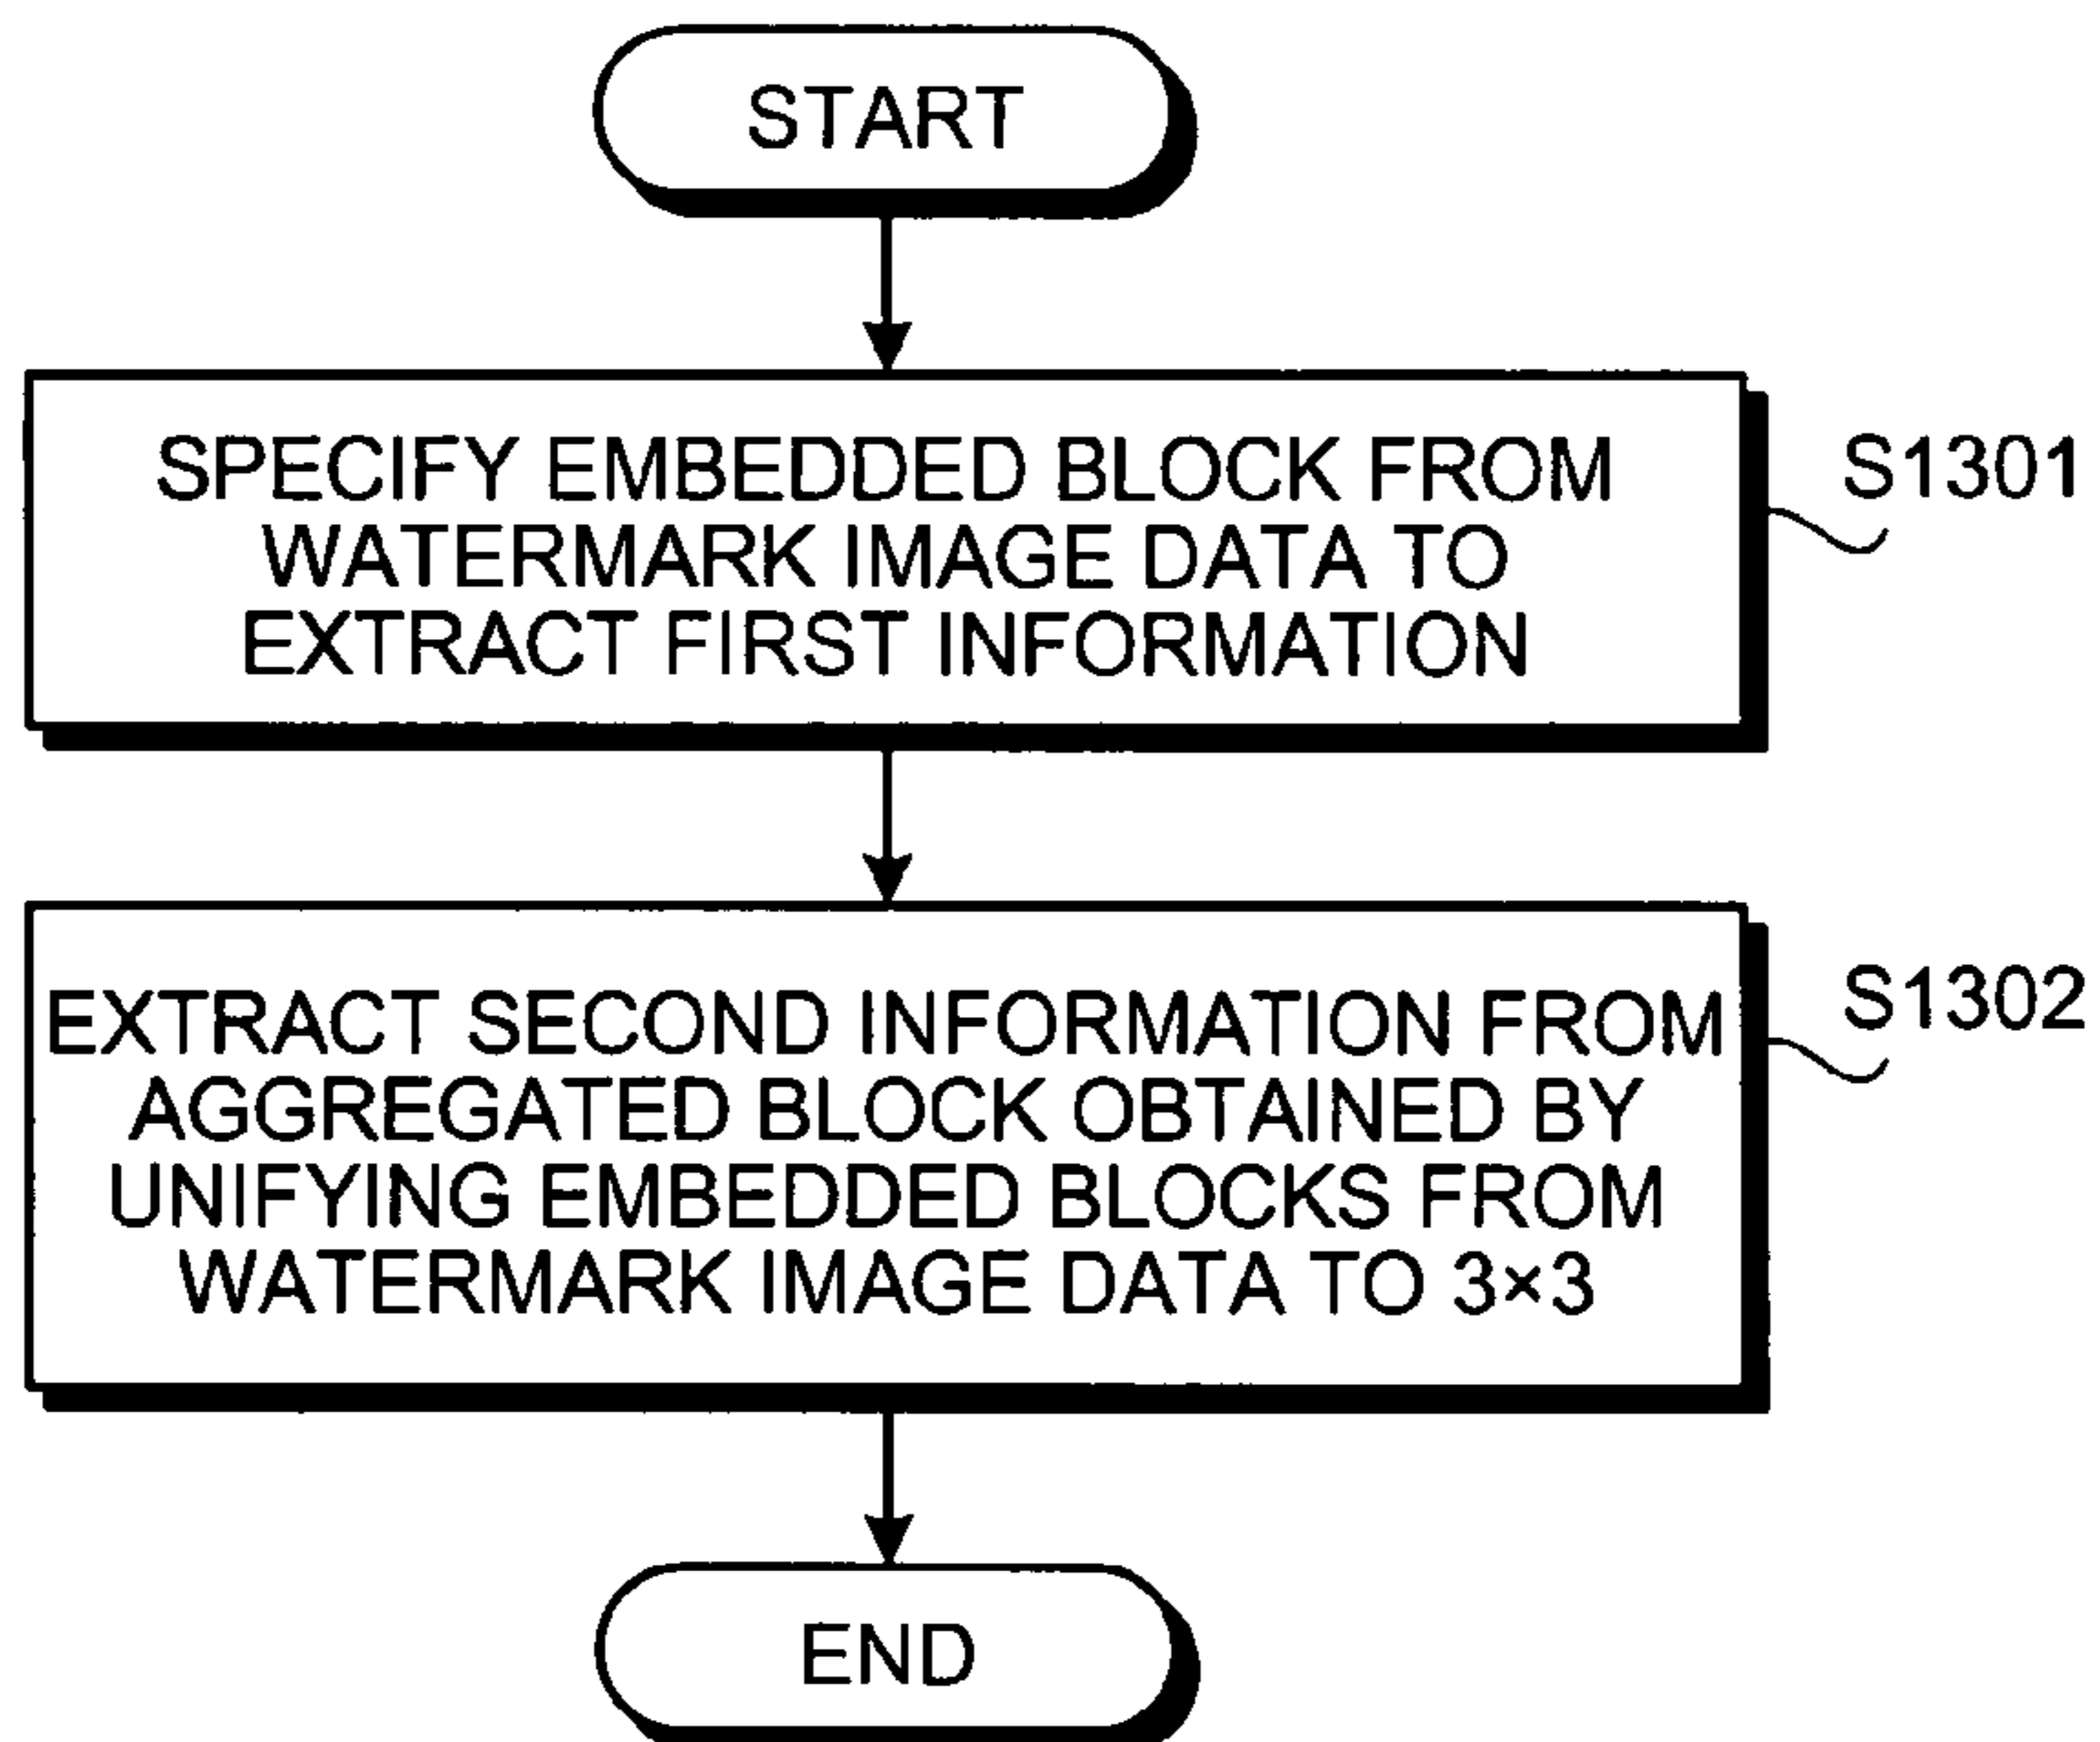 START
SPECIFY EMBEDDED BLOCK FROM
WATERMARK IMAGE DATA TO
EXTRACT FIRST INFORMATION
S1301
EXTRACT SECOND INFORMATION FROM
AGGREGATED BLOCK OBTAINED BY
UNIFYING EMBEDDED BLOCKS FROM
WATERMARK IMAGE DATA TO 3×3
S1302
END